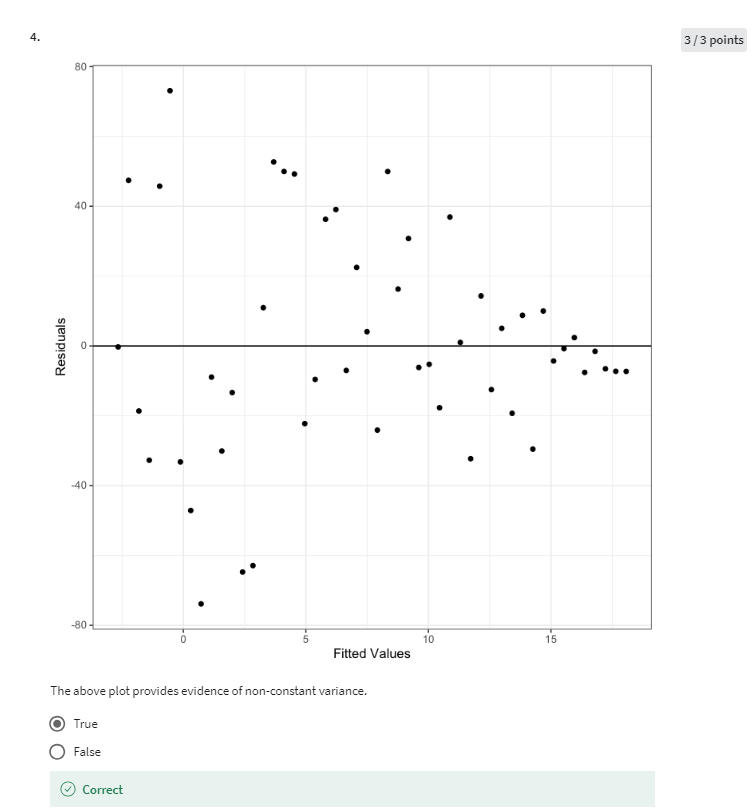 4.
3 / 3 points
80
40
0
-40
-80
Residuals
0 5 10 15
Fitted Values
The above plot provides evidence of non-constant variance.
True
False
Correct